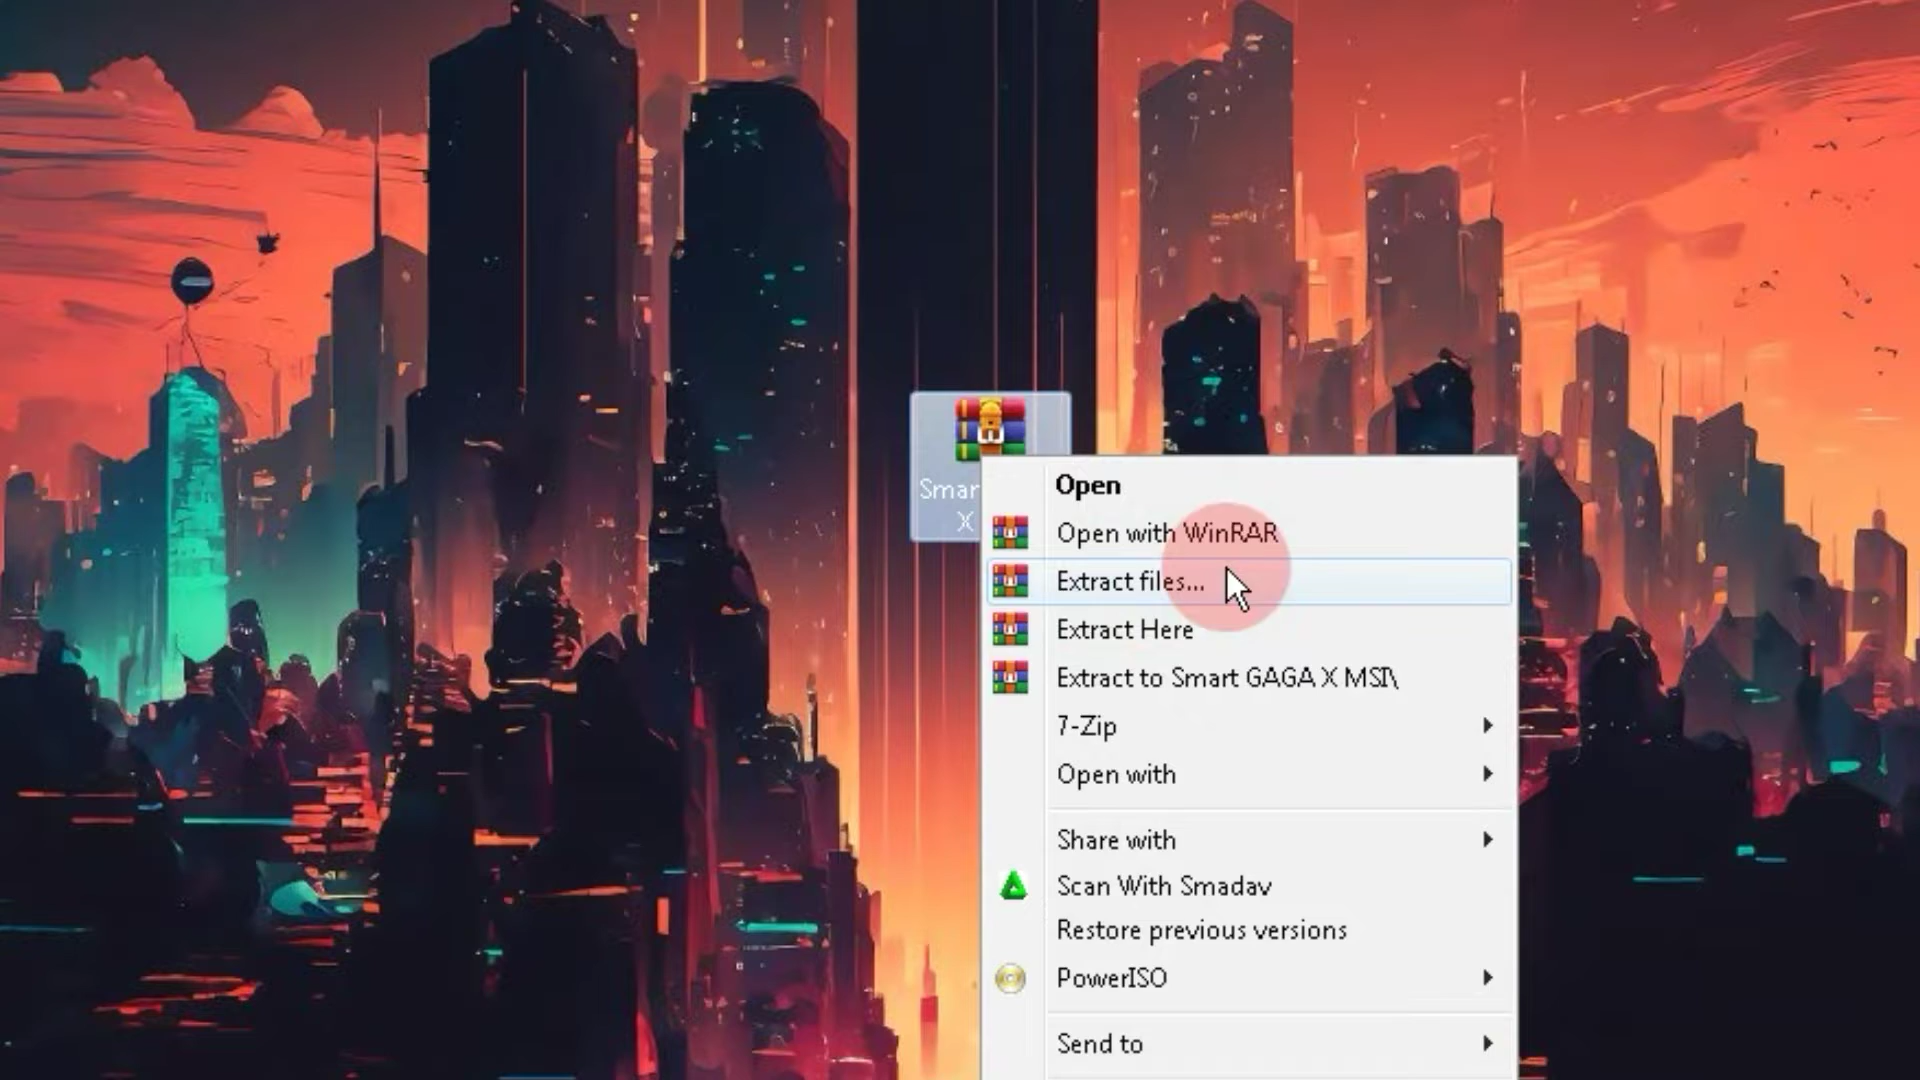 Smar
X
Open
Open with WinRAR
Extract files...
Extract Here
Extract to Smart GAGA X MSI\
7-Zip
Open with
Share with
Scan With Smadav
Restore previous versions
PowerISO
Send to